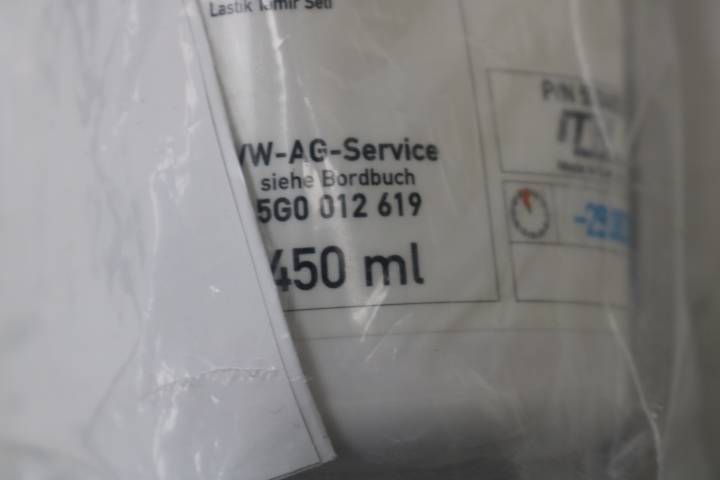 Lastik Tamir Seti
VW-AG-Service
siehe Bordbuch
5G0 012 619
450 ml
P/N